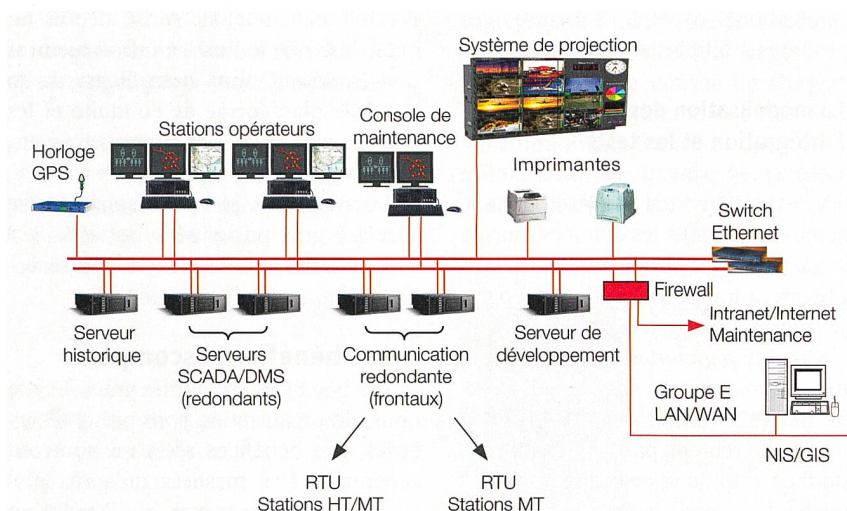 Système de projection
Stations opérateurs
Console de
maintenance
Horloge
GPS
Imprimantes
Switch
Ethernet
Firewall
Intranet/Internet
Maintenance
Serveur
historique
Serveurs
SCADA/DMS
(redondants)
Communication
redondante
(frontaux)
Serveur de
développement
Groupe E
LAN/WAN
NIS/GIS
RTU
Stations HT/MT
RTU
Stations MT